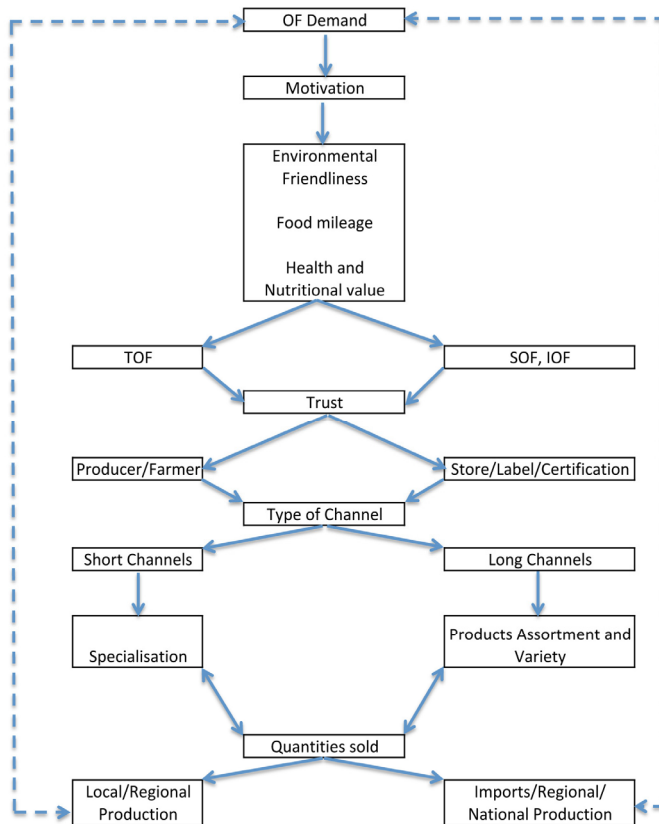 OF Demand
Motivation
Environmental
Friendliness
Food mileage
Health and
Nutritional value
TOF
SOF, IOF
Trust
Producer/Farmer
Store/Label/Certification
Type of Channel
Short Channels
Long Channels
Specialisation
Products Assortment and
Variety
Quantities sold
Local/Regional
Production
Imports/Regional/
National Production